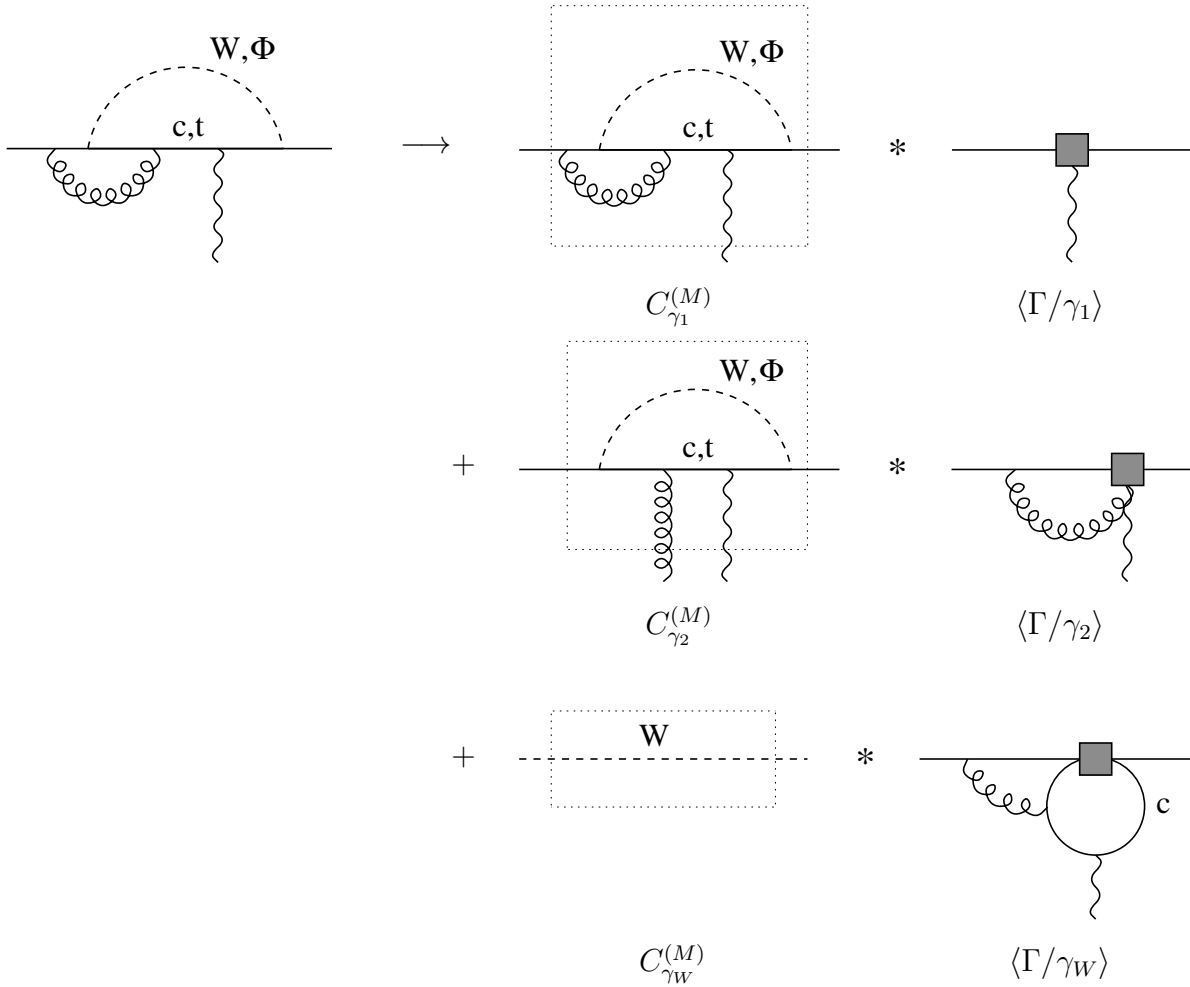 W,Φ
c,t
⟶
W,Φ
c,t
*
C_{γ_1}^{(M)}
⟨Γ/γ_1⟩
+
W,Φ
c,t
*
C_{γ_2}^{(M)}
⟨Γ/γ_2⟩
+
W
*
c
C_{γ_W}^{(M)}
⟨Γ/γ_W⟩